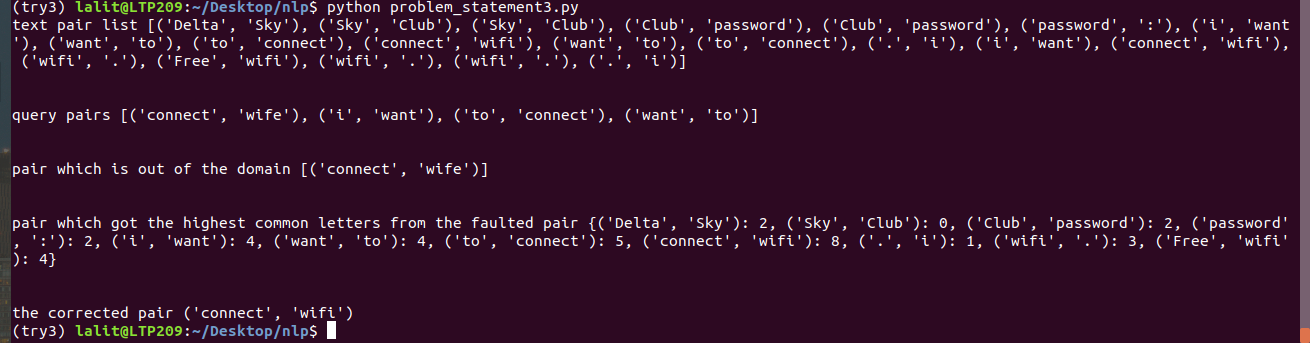 (try3) lalit@LTP209:~/Desktop/nlp$ python problem_statement3.py
text pair list [('Delta', 'Sky'), ('Sky', 'Club'), ('Sky', 'Club'), ('Club', 'password'), ('Club', 'password'), ('password', ':'), ('i', 'want
'), ('want', 'to'), ('to', 'connect'), ('connect', 'wifi'), ('want', 'to'), ('to', 'connect'), ('.', 'i'), ('i', 'want'), ('connect', 'wifi'),
('wifi', '.'), ('Free', 'wifi'), ('wifi', '.'), ('wifi', '.'), ('.', 'i')]
query pairs [('connect', 'wife'), ('i', 'want'), ('to', 'connect'), ('want', 'to')]
pair which is out of the domain [('connect', 'wife')]
pair which got the highest common letters from the faulted pair {('Delta', 'Sky'): 2, ('Sky', 'Club'): 0, ('Club', 'password'): 2, ('password'
, ':'): 2, ('i', 'want'): 4, ('want', 'to'): 4, ('to', 'connect'): 5, ('connect', 'wifi'): 8, ('.', 'i'): 1, ('wifi', '.'): 3, ('Free', 'wifi'
): 4}
the corrected pair ('connect', 'wifi')
(try3) lalit@LTP209:~/Desktop/nlp$